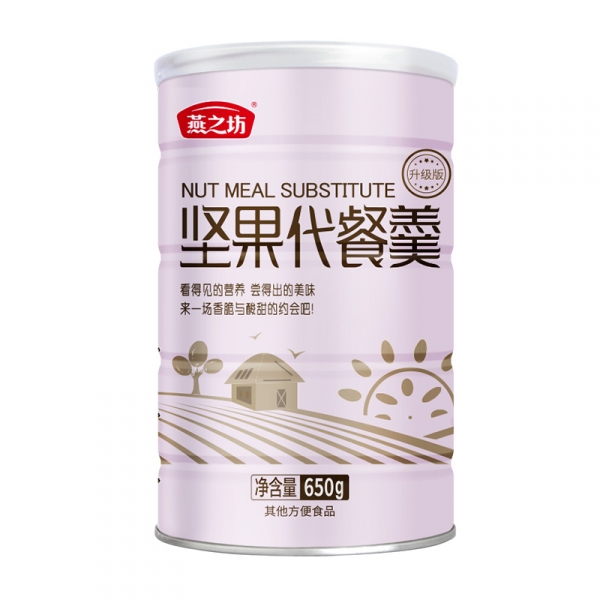 燕之坊®
升级版
NUT MEAL SUBSTITUTE
坚果代餐羹
看得见的营养 尝得出的美味
来一场香脆与酸甜的约会吧!
净含量 650g
其他方便食品